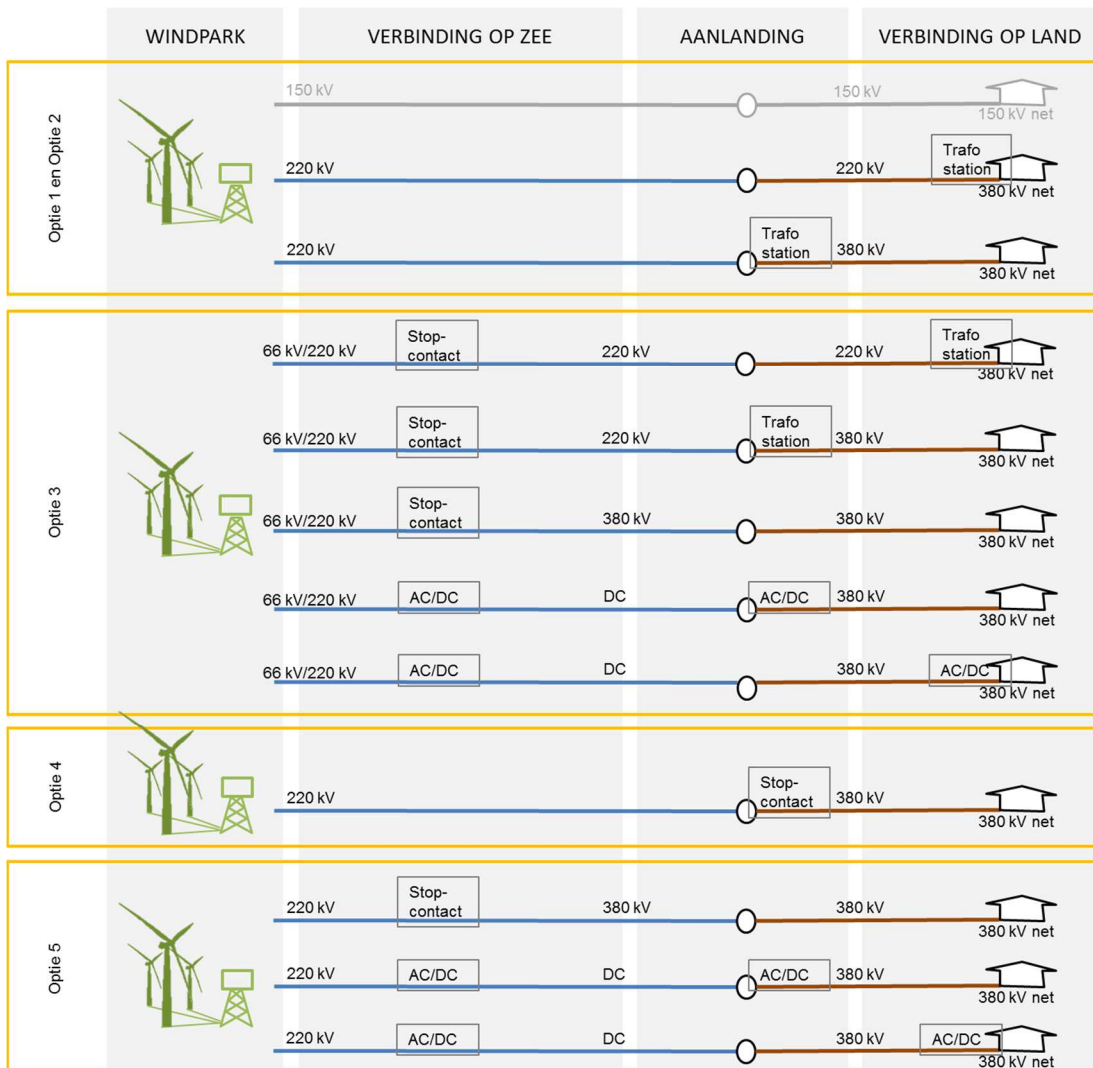 WINDPARK
VERBINDING OP ZEE
AANLANDING
VERBINDING OP LAND
Optie 1 en Optie 2
150 kV
150 kV
150 kV net
220 kV
220 kV
Trafo
station
380 kV net
220 kV
Trafo
station
380 kV
380 kV net
Optie 3
66 kV/220 kV
Stop-
contact
220 kV
220 kV
Trafo
station
380 kV net
66 kV/220 kV
Stop-
contact
220 kV
Trafo
station
380 kV
380 kV net
66 kV/220 kV
Stop-
contact
380 kV
380 kV
380 kV net
66 kV/220 kV
AC/DC
DC
AC/DC
380 kV
380 kV net
66 kV/220 kV
AC/DC
DC
380 kV
AC/DC
380 kV net
Optie 4
220 kV
Stop-
contact
380 kV
380 kV net
Optie 5
220 kV
Stop-
contact
380 kV
380 kV
380 kV net
220 kV
AC/DC
DC
AC/DC
380 kV
380 kV net
220 kV
AC/DC
DC
380 kV
AC/DC
380 kV net